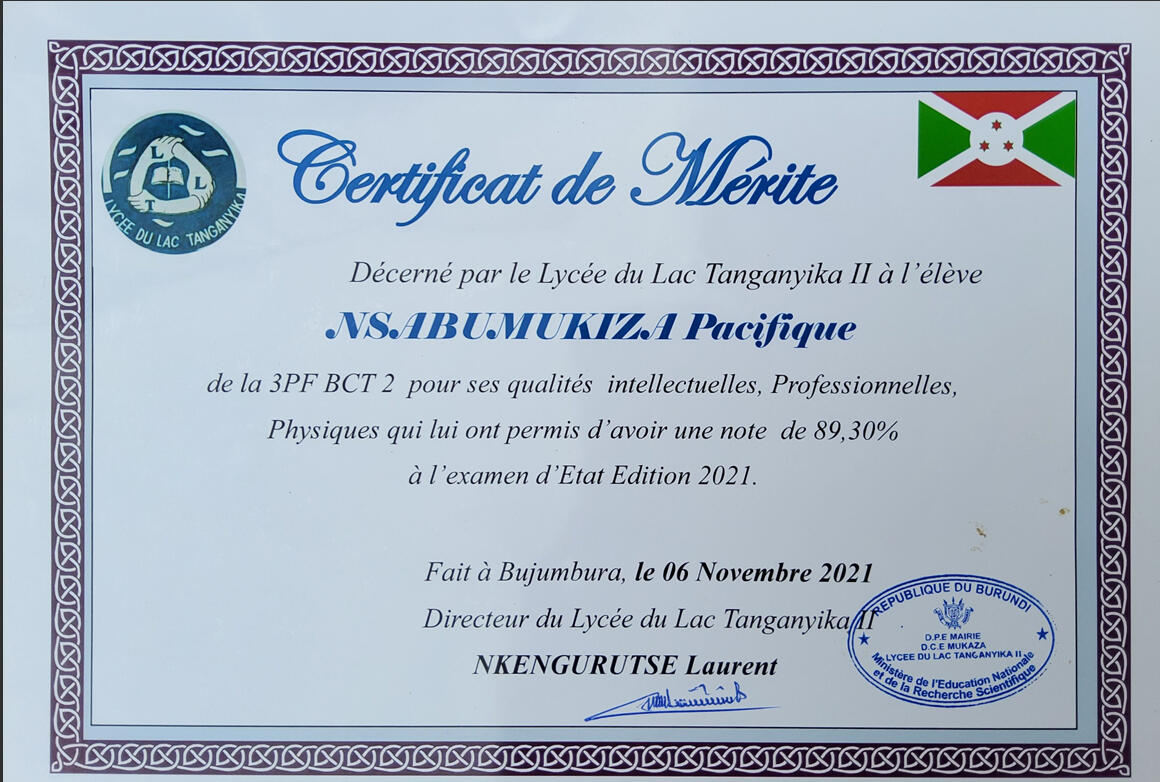 L
L
T
LYCEE DU LAC TANGANYIKA
Certificat de Mérite
Décerné par le Lycée du Lac Tanganyika II à l'élève
NSABUMUKIZA Pacifique
de la 3PF BCT 2 pour ses qualités intellectuelles, Professionnelles,
Physiques qui lui ont permis d'avoir une note de 89,30%
à l'examen d'Etat Edition 2021.
Fait à Bujumbura, le 06 Novembre 2021
Directeur du Lycée du Lac Tanganyika II
NKENGURUTSE Laurent
REPUBLIQUE DU BURUNDI
D.P.E MAIRIE
D.C.E MUKAZA
LYCEE DU LAC TANGANYIKA II
Ministère de l'Education Nationale
et de la Recherche Scientifique